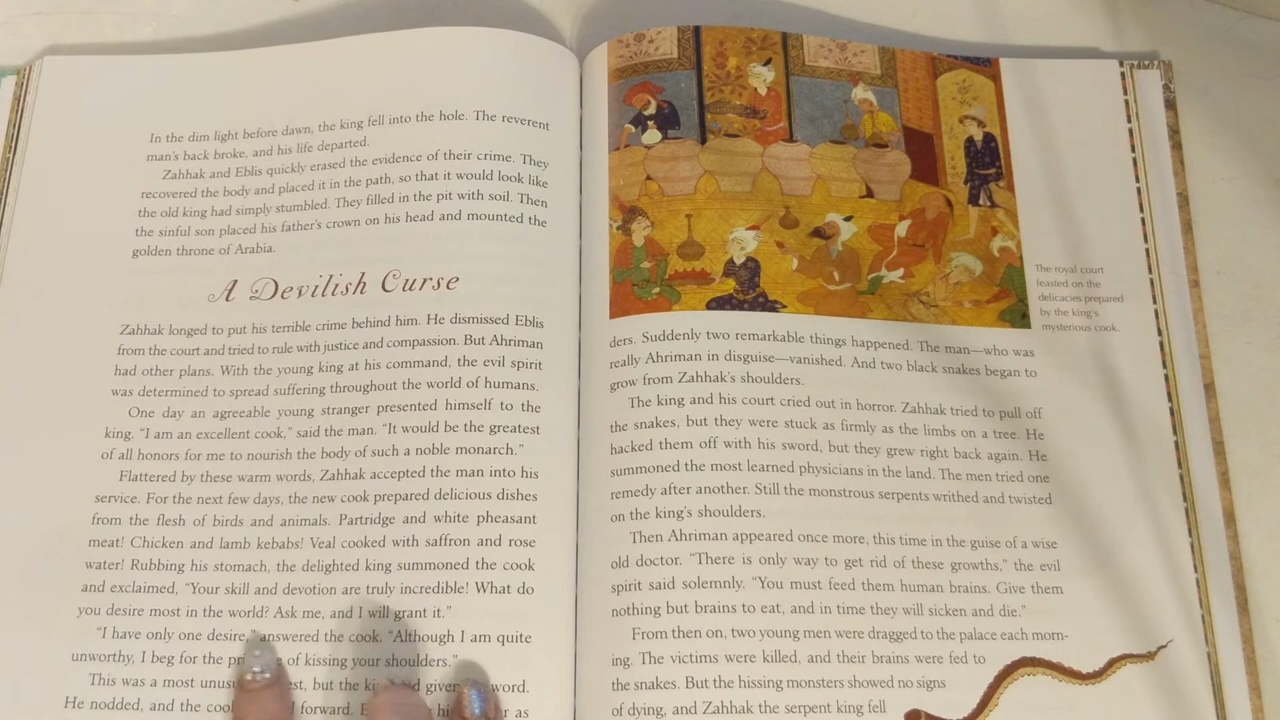 In the dim light before dawn, the king fell into the hole. The reverent
man's back broke, and his life departed.
Zahhak and Eblis quickly erased the evidence of their crime. They
recovered the body and placed it in the path, so that it would look like
the old king had simply stumbled. They filled in the pit with soil. Then
the sinful son placed his father's crown on his head and mounted the
golden throne of Arabia.
A Devilish Curse
Zahhak longed to put his terrible crime behind him. He dismissed Eblis
from the court and tried to rule with justice and compassion. But Ahriman
had other plans. With the young king at his command, the evil spirit
was determined to spread suffering throughout the world of humans.
One day an agreeable young stranger presented himself to the
king. “I am an excellent cook,” said the man. “It would be the greatest
of all honors for me to nourish the body of such a noble monarch.”
Flattered by these warm words, Zahhak accepted the man into his
service. For the next few days, the new cook prepared delicious dishes
from the flesh of birds and animals. Partridge and white pheasant
meat! Chicken and lamb kebabs! Veal cooked with saffron and rose
water! Rubbing his stomach, the delighted king summoned the cook
and exclaimed, “Your skill and devotion are truly incredible! What do
you desire most in the world? Ask me, and I will grant it.”
“I have only one desire,” answered the cook. “Although I am quite
unworthy, I beg for the of kissing your shoulders.”
This was a most but the word.
He nodded, and the forward. as
The royal court
feasted on the
delicacies prepared
by the king's
mysterious cook.
ders. Suddenly two remarkable things happened. The man—who was
really Ahriman in disguise—vanished. And two black snakes began to
grow from Zahhak's shoulders.
The king and his court cried out in horror. Zahhak tried to pull off
the snakes, but they were stuck as firmly as the limbs on a tree. He
hacked them off with his sword, but they grew right back again. He
summoned the most learned physicians in the land. The men tried one
remedy after another. Still the monstrous serpents writhed and twisted
on the king's shoulders.
Then Ahriman appeared once more, this time in the guise of a wise
old doctor. “There is only way to get rid of these growths,” the evil
spirit said solemnly. “You must feed them human brains. Give them
nothing but brains to eat, and in time they will sicken and die.”
From then on, two young men were dragged to the palace each morn-
ing. The victims were killed, and their brains were fed to
the snakes. But the hissing monsters showed no signs
of dying, and Zahhak the serpent king fell